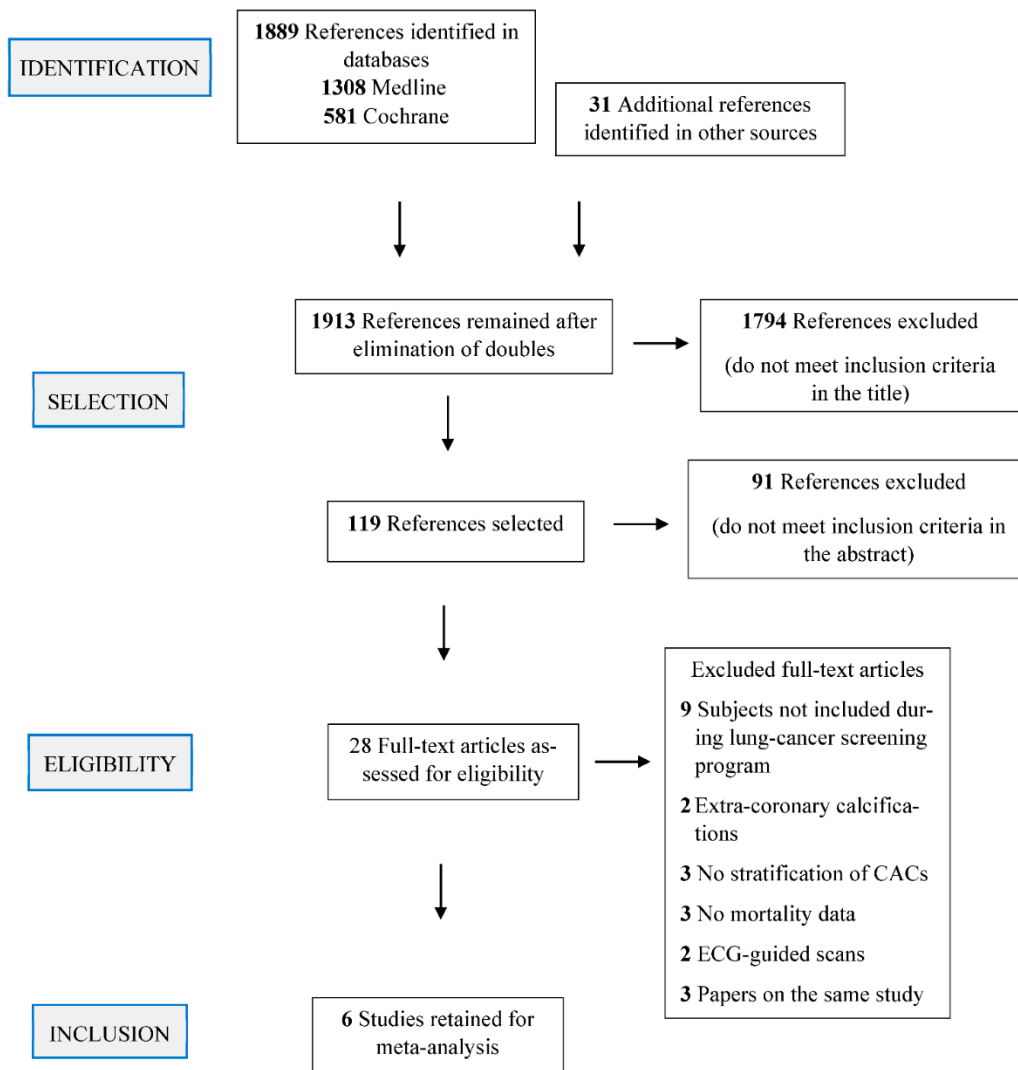 IDENTIFICATION
1889 References identified in
databases
1308 Medline
581 Cochrane
31 Additional references
identified in other sources
1913 References remained after
elimination of doubles
1794 References excluded
(do not meet inclusion criteria
in the title)
SELECTION
119 References selected
91 References excluded
(do not meet inclusion criteria in
the abstract)
ELIGIBILITY
28 Full-text articles as-
sessed for eligibility
Excluded full-text articles
9 Subjects not included dur-
ing lung-cancer screening
program
2 Extra-coronary calcifica-
tions
3 No stratification of CACs
3 No mortality data
2 ECG-guided scans
3 Papers on the same study
INCLUSION
6 Studies retained for
meta-analysis